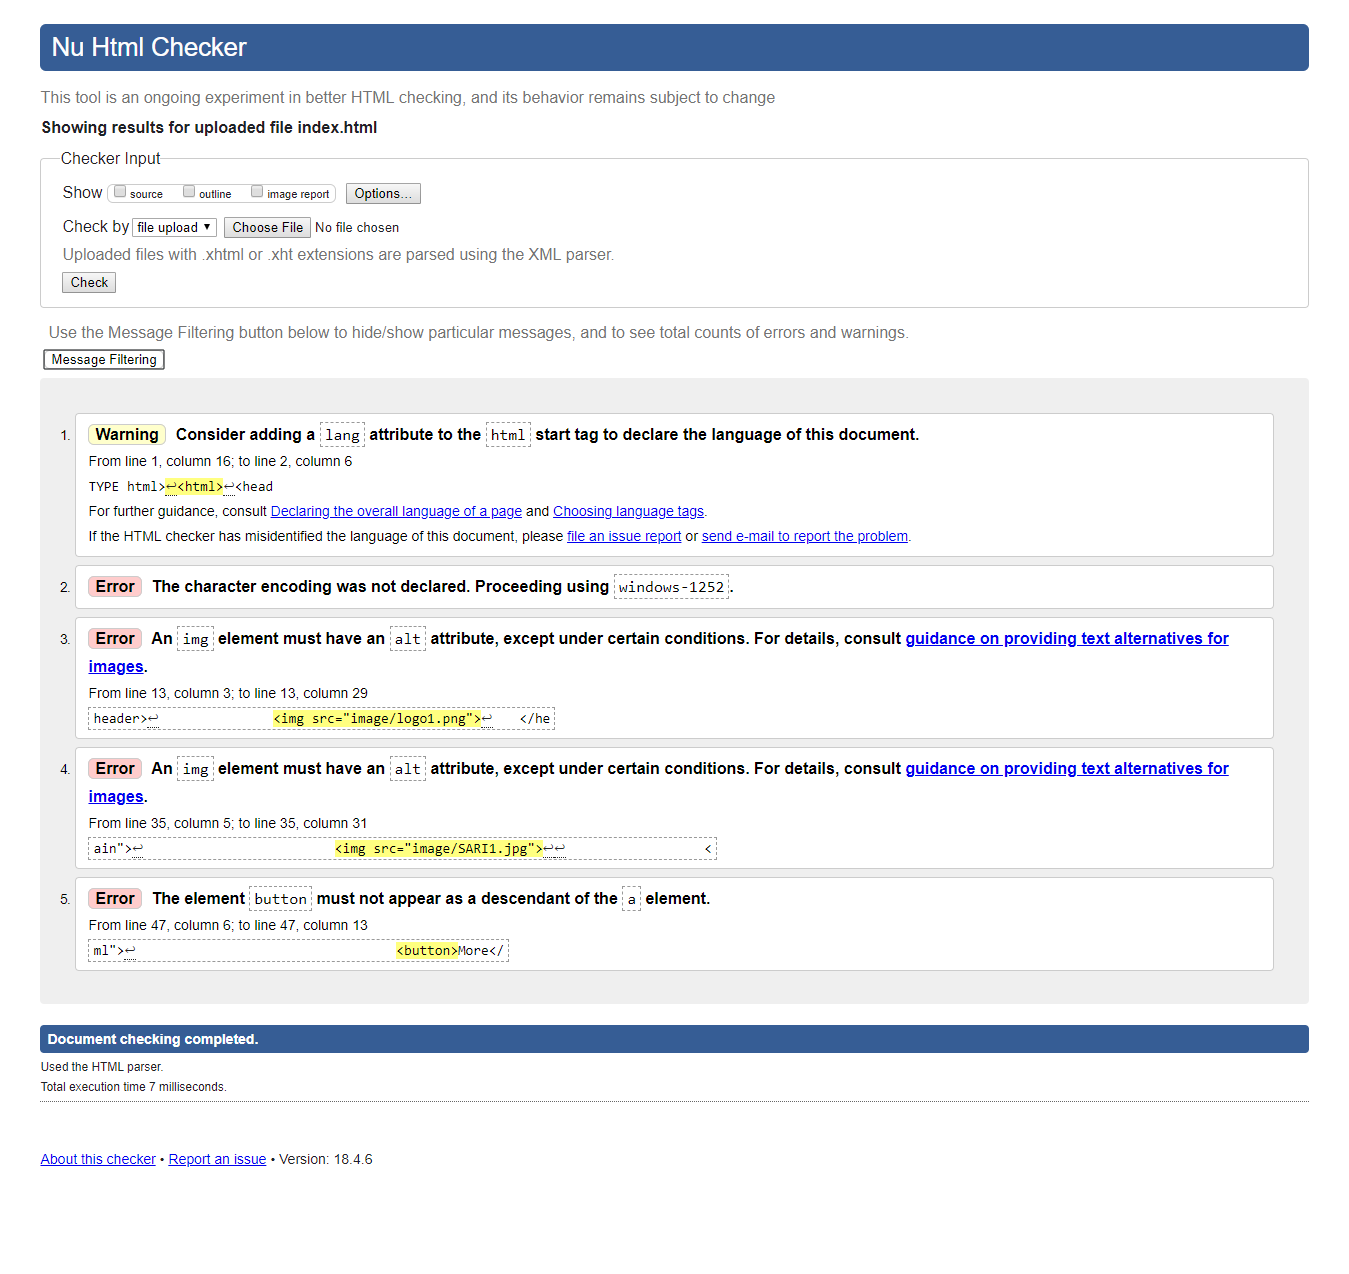 Nu Html Checker
This tool is an ongoing experiment in better HTML checking, and its behavior remains subject to change
Showing results for uploaded file index.html
Checker Input
Show source outline image report Options...
Check by file upload ▼ Choose File No file chosen
Uploaded files with .xhtml or .xht extensions are parsed using the XML parser.
Check
Use the Message Filtering button below to hide/show particular messages, and to see total counts of errors and warnings.
Message Filtering
1. Warning Consider adding a lang attribute to the html start tag to declare the language of this document.
From line 1, column 16; to line 2, column 6
TYPE html>↩<html>↩<head
For further guidance, consult Declaring the overall language of a page and Choosing language tags.
If the HTML checker has misidentified the language of this document, please file an issue report or send e-mail to report the problem.
2. Error The character encoding was not declared. Proceeding using windows-1252.
3. Error An img element must have an alt attribute, except under certain conditions. For details, consult guidance on providing text alternatives for
images.
From line 13, column 3; to line 13, column 29
header>↩ <img src="image/logo1.png">↩ </he
4. Error An img element must have an alt attribute, except under certain conditions. For details, consult guidance on providing text alternatives for
images.
From line 35, column 5; to line 35, column 31
ain">↩ <img src="image/SARI1.jpg">↩↩ <
5. Error The element button must not appear as a descendant of the a element.
From line 47, column 6; to line 47, column 13
ml">↩ <button>More</
Document checking completed.
Used the HTML parser.
Total execution time 7 milliseconds.
About this checker • Report an issue • Version: 18.4.6